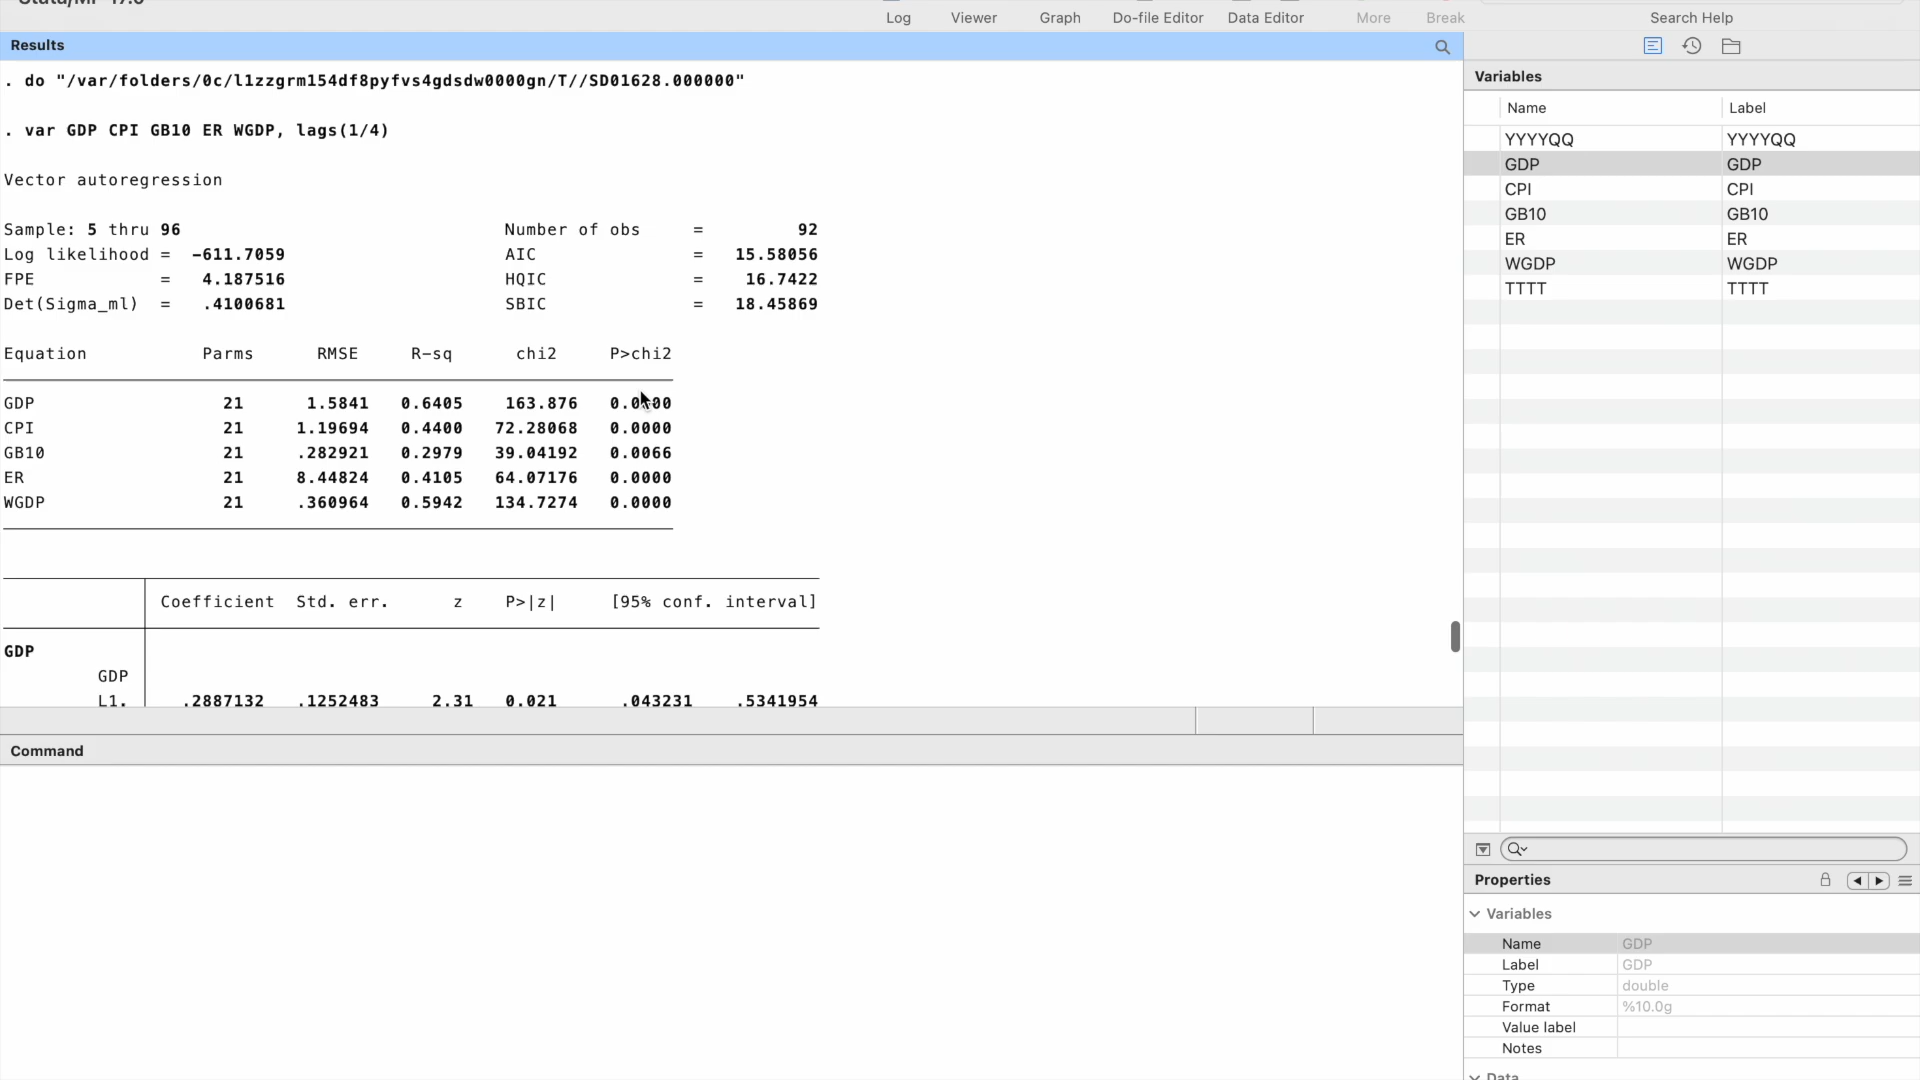 Log Viewer Graph Do-file Editor Data Editor More Break Search Help
Results
. do "/var/folders/0c/l1zzgrm154df8pyfvs4gdsdw0000gn/T//SD01628.000000"
. var GDP CPI GB10 ER WGDP, lags(1/4)
Vector autoregression
Sample: 5 thru 96 Number of obs = 92
Log likelihood = -611.7059 AIC = 15.58056
FPE = 4.187516 HQIC = 16.7422
Det(Sigma_ml) = .4100681 SBIC = 18.45869
Equation Parms RMSE R-sq chi2 P>chi2
GDP 21 1.5841 0.6405 163.876 0.0000
CPI 21 1.19694 0.4400 72.28068 0.0000
GB10 21 .282921 0.2979 39.04192 0.0066
ER 21 8.44824 0.4105 64.07176 0.0000
WGDP 21 .360964 0.5942 134.7274 0.0000
Coefficient Std. err. z P>|z| [95% conf. interval]
GDP
GDP
L1. .2887132 .1252483 2.31 0.021 .043231 .5341954
Command
Variables
Name Label
YYYYQQ YYYYQQ
GDP GDP
CPI CPI
GB10 GB10
ER ER
WGDP WGDP
TTTT TTTT
Properties
Variables
Name GDP
Label GDP
Type double
Format %10.0g
Value label
Notes
Data